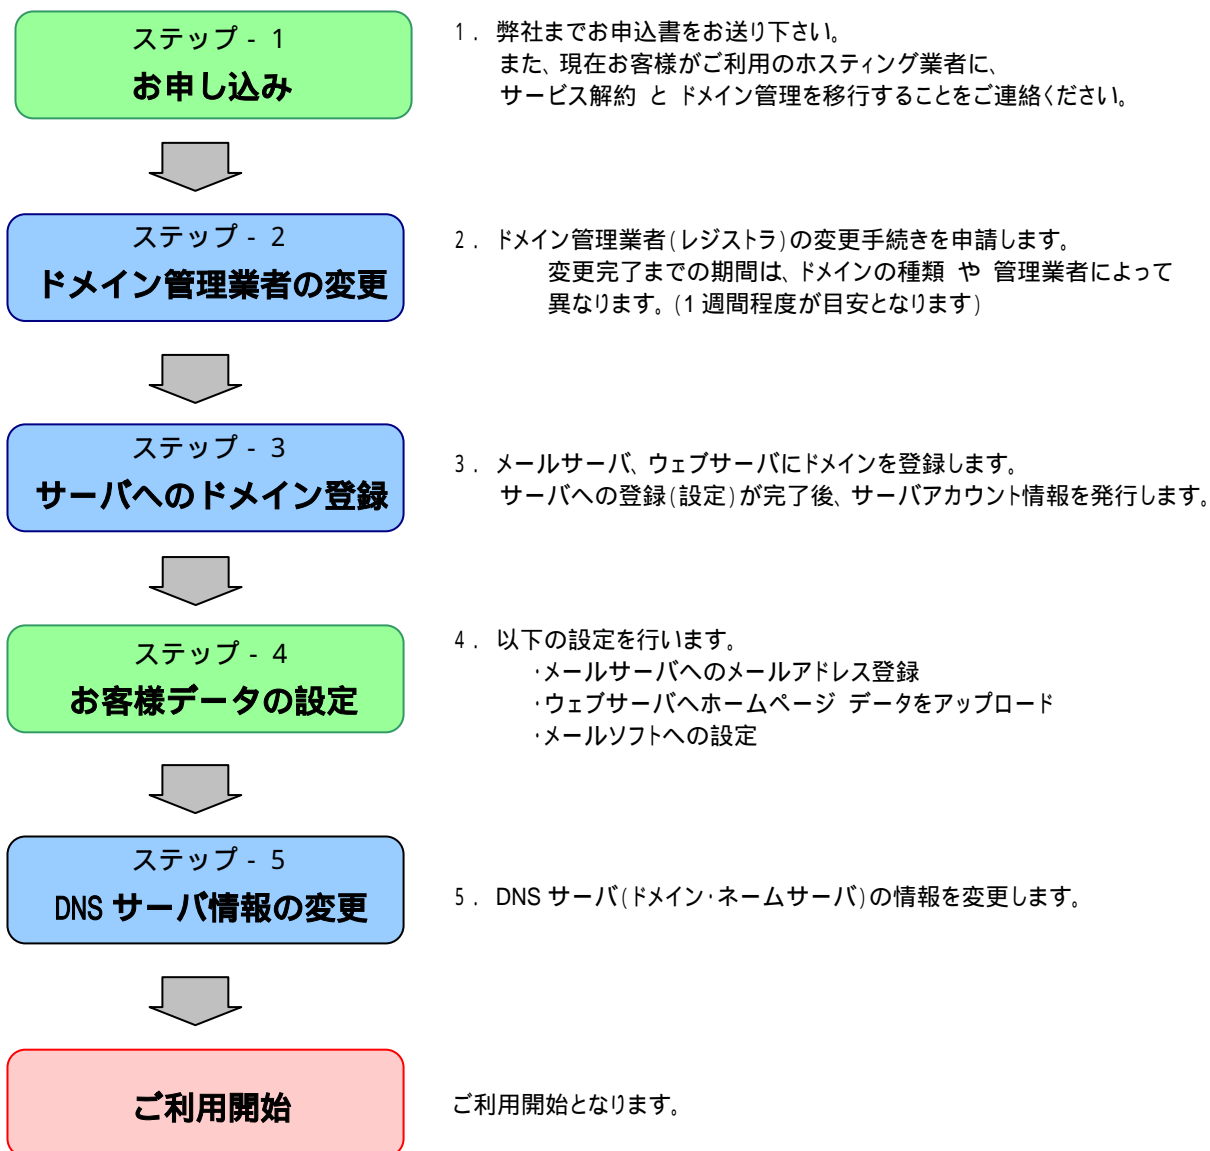 ステップ - 1
お申し込み
1. 弊社までお申込書をお送り下さい。
また、現在お客様がご利用のホスティング業者に、
サービス解約 と ドメイン管理を移行することをご連絡ください。
ステップ - 2
ドメイン管理業者の変更
2. ドメイン管理業者(レジストラ)の変更手続きを申請します。
変更完了までの期間は、ドメインの種類 や 管理業者によって
異なります。(1週間程度が目安となります)
ステップ - 3
サーバへのドメイン登録
3. メールサーバ、ウェブサーバにドメインを登録します。
サーバへの登録(設定)が完了後、サーバアカウント情報を発行します。
ステップ - 4
お客様データの設定
4. 以下の設定を行います。
・メールサーバへのメールアドレス登録
・ウェブサーバへホームページ データをアップロード
・メールソフトへの設定
ステップ - 5
DNS サーバ情報の変更
5. DNS サーバ(ドメイン・ネームサーバ)の情報を変更します。
ご利用開始
ご利用開始となります。